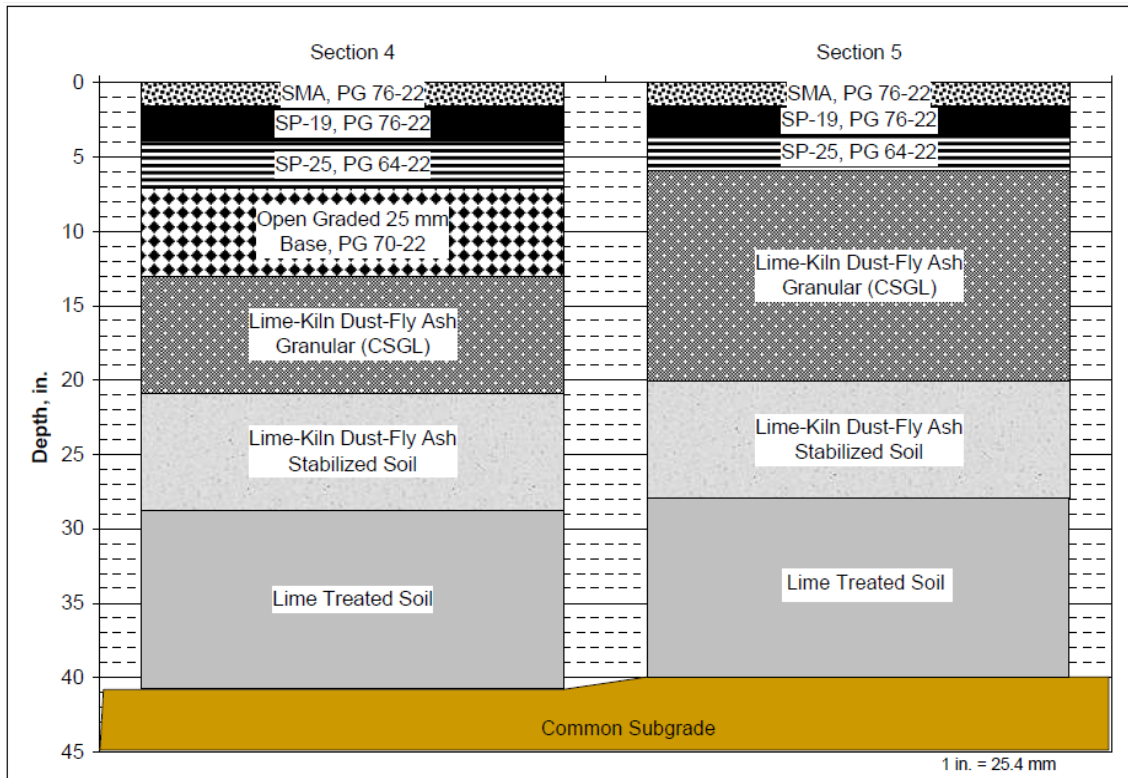 Section 4
Section 5
0
5
10
15
20
25
30
35
40
45
Depth, in.
SMA, PG 76-22
SP-19, PG 76-22
SP-25, PG 64-22
Open Graded 25 mm
Base, PG 70-22
Lime-Kiln Dust-Fly Ash
Granular (CSGL)
Lime-Kiln Dust-Fly Ash
Stabilized Soil
Lime Treated Soil
SMA, PG 76-22
SP-19, PG 76-22
SP-25, PG 64-22
Lime-Kiln Dust-Fly Ash
Granular (CSGL)
Lime-Kiln Dust-Fly Ash
Stabilized Soil
Lime Treated Soil
Common Subgrade
1 in. = 25.4 mm